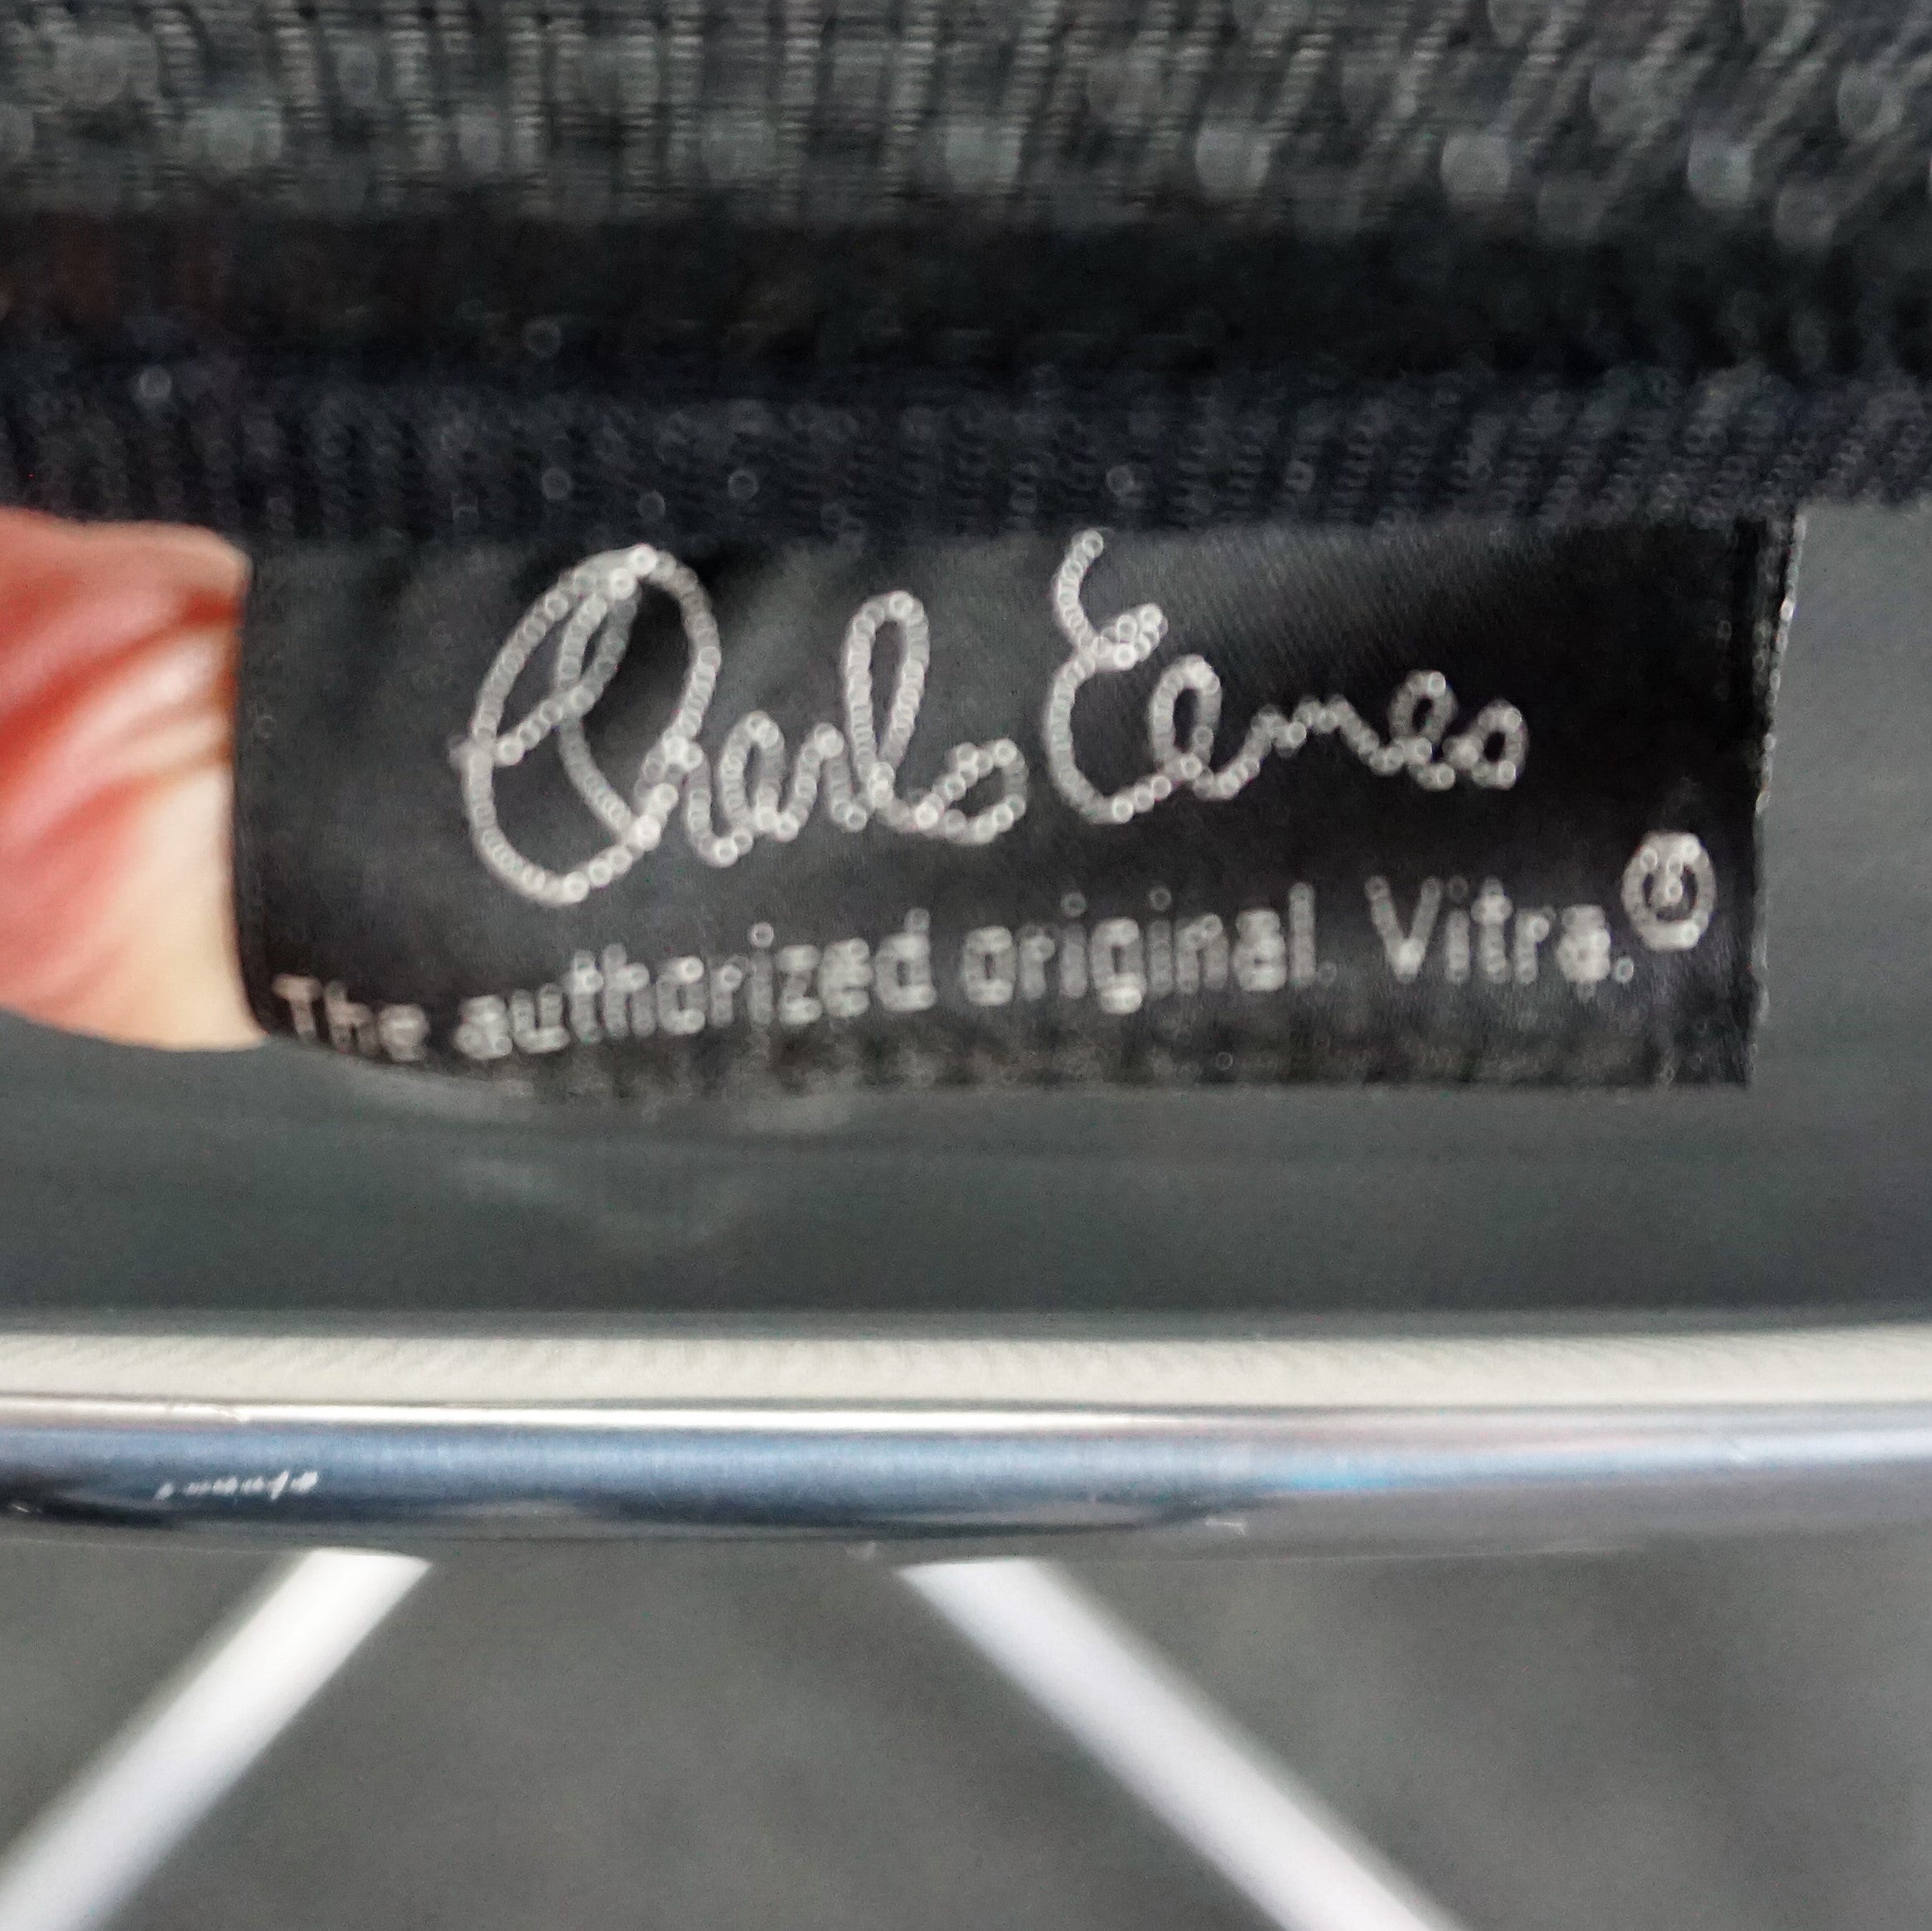 Charles Eames
The authorized original. Vitra.